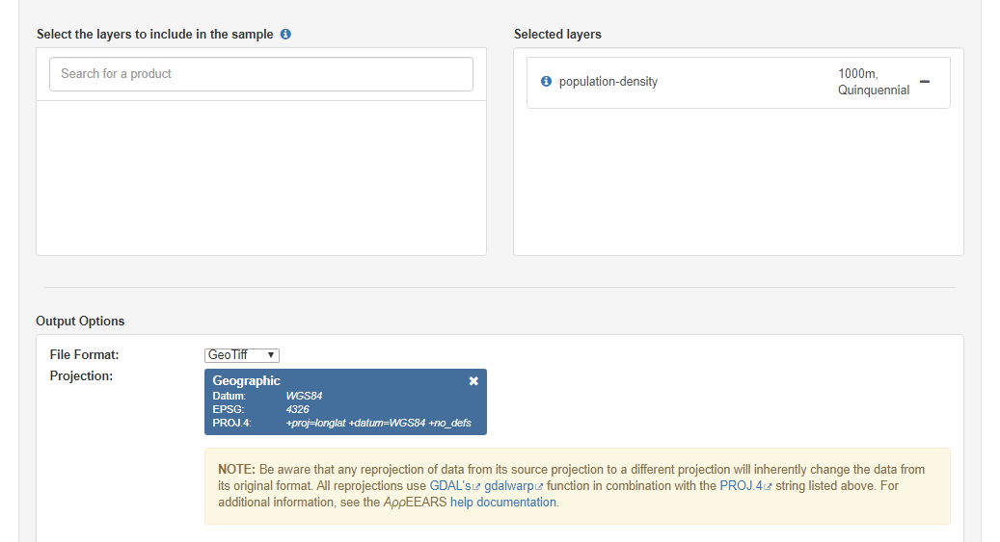 Select the layers to include in the sample
Selected layers
Search for a product
population-density
1000m,
Quinquennial
Output Options
File Format:
GeoTiff
Projection:
Geographic
Datum: WGS84
EPSG: 4326
PROJ.4: +proj=longlat +datum=WGS84 +no_defs
NOTE: Be aware that any reprojection of data from its source projection to a different projection will inherently change the data from
its original format. All reprojections use GDAL's gdalwarp function in combination with the PROJ.4 string listed above. For
additional information, see the AρρEEARS help documentation.